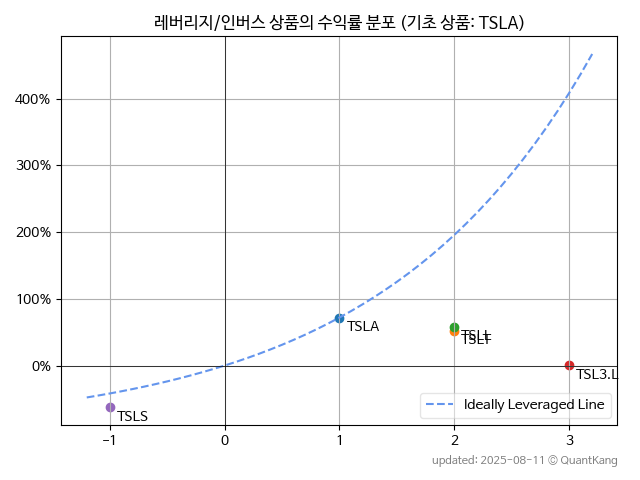 레버리지/인버스 상품의 수익률 분포 (기초 상품: TSLA)
400%
300%
200%
100%
0%
TSLA
TSLL
TSLT
TSL3.L
TSLS
Ideally Leveraged Line
-1
0
1
2
3
updated: 2025-08-11 © QuantKang